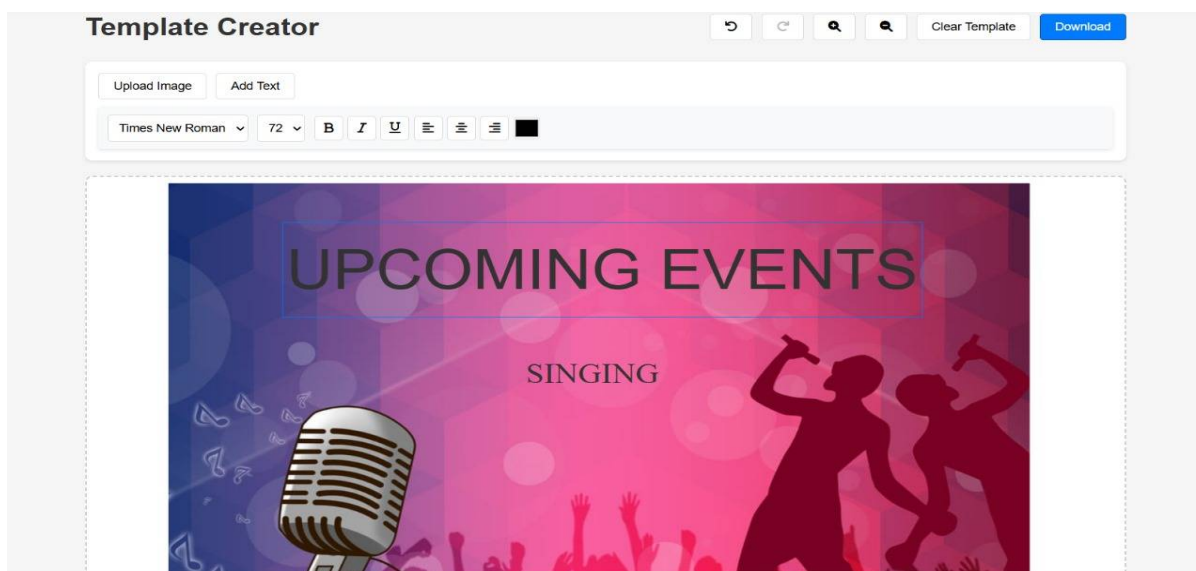 Template Creator
Clear Template
Download
Upload Image
Add Text
Times New Roman
72
B I U
UPCOMING EVENTS
SINGING